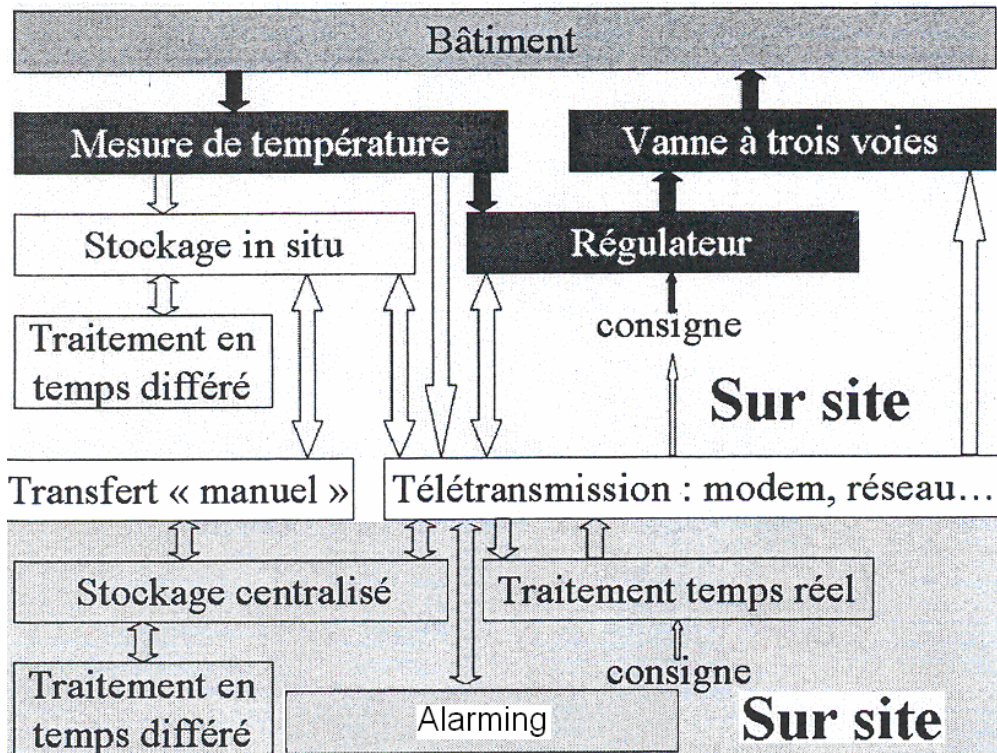 Bâtiment
Mesure de température
Vanne à trois voies
Stockage in situ
Régulateur
Traitement en
temps différé
consigne
Sur site
Transfert « manuel »
Télétransmission : modem, réseau...
Stockage centralisé
Traitement temps réel
Traitement en
temps différé
consigne
Alarming
Sur site